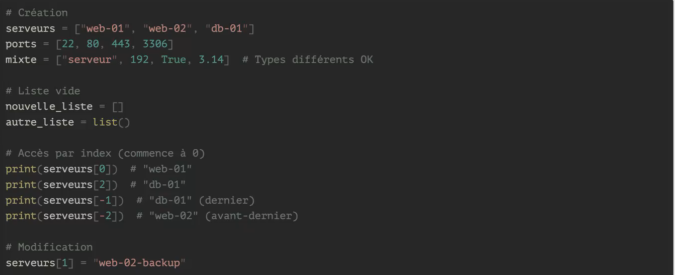 # Création
serveurs = ["web-01", "web-02", "db-01"]
ports = [22, 80, 443, 3306]
mixte = ["serveur", 192, True, 3.14]  # Types différents OK

# Liste vide
nouvelle_liste = []
autre_liste = list()

# Accès par index (commence à 0)
print(serveurs[0])  # "web-01"
print(serveurs[2])  # "db-01"
print(serveurs[-1])  # "db-01" (dernier)
print(serveurs[-2])  # "web-02" (avant-dernier)

# Modification
serveurs[1] = "web-02-backup"